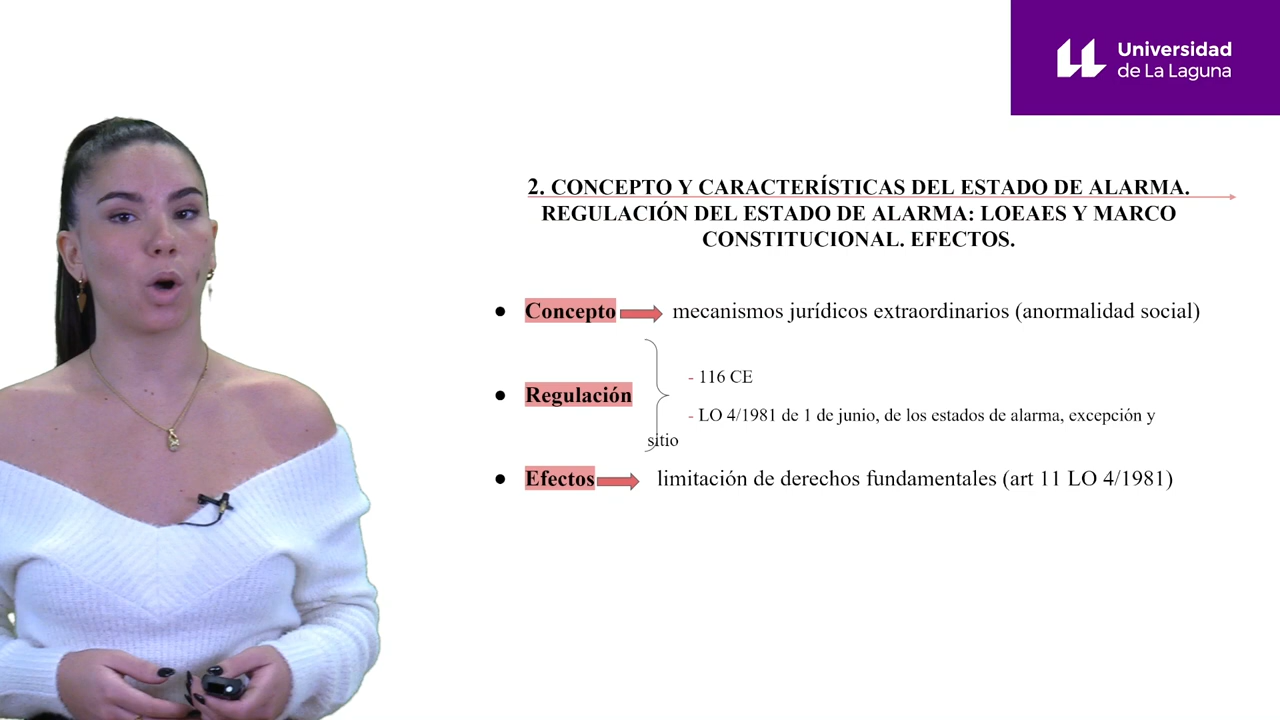 Universidad
de La Laguna
2. CONCEPTO Y CARACTERÍSTICAS DEL ESTADO DE ALARMA.
REGULACIÓN DEL ESTADO DE ALARMA: LOEAES Y MARCO
CONSTITUCIONAL. EFECTOS.
● Concepto mecanismos jurídicos extraordinarios (anormalidad social)
- 116 CE
● Regulación
- LO 4/1981 de 1 de junio, de los estados de alarma, excepción y
sitio
● Efectos limitación de derechos fundamentales (art 11 LO 4/1981)